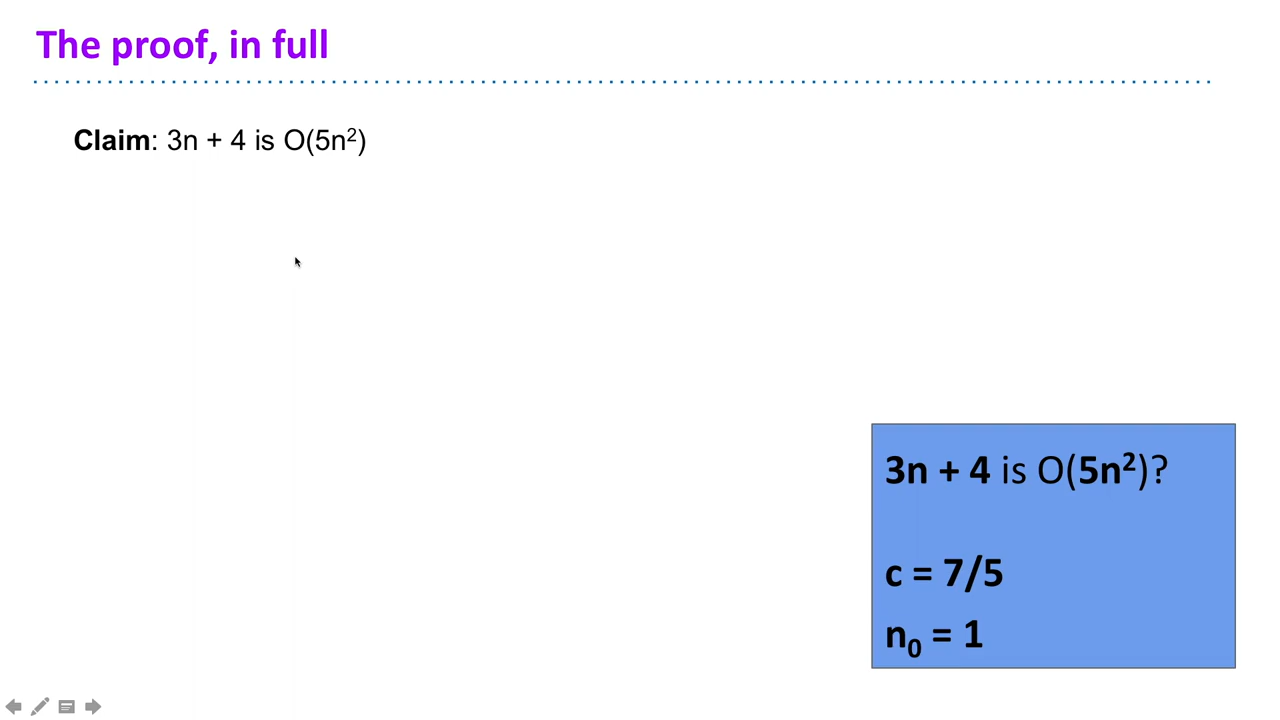 The proof, in full
Claim: 3n + 4 is O(5n²)
3n + 4 is O(5n²)?
c = 7/5
n₀ = 1